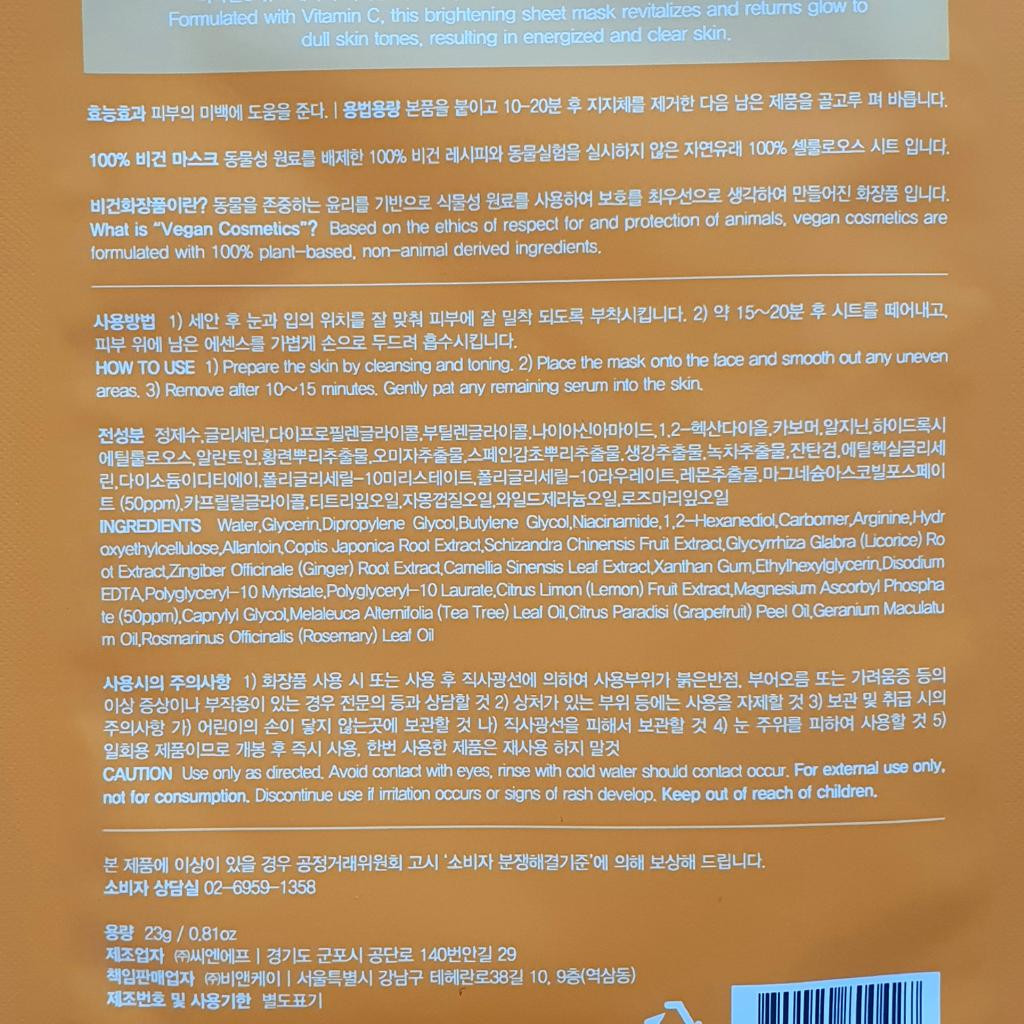 Formulated with Vitamin C, this brightening sheet mask revitalizes and returns glow to
dull skin tones, resulting in energized and clear skin.
효능효과 피부의 미백에 도움을 준다. | 용법용량 본품을 붙이고 10-20분 후 지지체를 제거한 다음 남은 제품을 골고루 펴 바릅니다.
100% 비건 마스크 동물성 원료를 배제한 100% 비건 레시피와 동물실험을 실시하지 않은 자연유래 100% 셀룰로오스 시트 입니다.
비건화장품이란? 동물을 존중하는 윤리를 기반으로 식물성 원료를 사용하여 보호를 최우선으로 생각하여 만들어진 화장품 입니다.
What is “Vegan Cosmetics”? Based on the ethics of respect for and protection of animals, vegan cosmetics are
formulated with 100% plant-based, non-animal derived ingredients.
사용방법 1) 세안 후 눈과 입의 위치를 잘 맞춰 피부에 잘 밀착 되도록 부착시킵니다. 2) 약 15~20분 후 시트를 떼어내고,
피부 위에 남은 에센스를 가볍게 손으로 두드려 흡수시킵니다.
HOW TO USE 1) Prepare the skin by cleansing and toning. 2) Place the mask onto the face and smooth out any uneven
areas. 3) Remove after 10~15 minutes. Gently pat any remaining serum into the skin.
전성분 정제수,글리세린,다이프로필렌글라이콜,부틸렌글라이콜,나이아신아마이드,1,2-헥산다이올,카보머,알지닌,하이드록시
에틸룰로오스,알란토인,황련뿌리추출물,오미자추출물,스페인감초뿌리추출물,생강추출물,녹차추출물,잔탄검,에틸헥실글리세
린,다이소듐이디티에이,폴리글리세릴-10미리스테이트,폴리글리세릴-10라우레이트,레몬추출물,마그네슘아스코빌포스페이
트 (50ppm),카프릴릴글라이콜,티트리잎오일,자몽껍질오일,와일드제라늄오일,로즈마리잎오일
INGREDIENTS Water,Glycerin,Dipropylene Glycol,Butylene Glycol,Niacinamide,1,2-Hexanediol,Carbomer,Arginine,Hydr
oxyethylcellulose,Allantoin,Coptis Japonica Root Extract,Schizandra Chinensis Fruit Extract,Glycyrrhiza Glabra (Licorice) Ro
ot Extract,Zingiber Officinale (Ginger) Root Extract,Camellia Sinensis Leaf Extract,Xanthan Gum,Ethylhexylglycerin,Disodium
EDTA,Polyglyceryl-10 Myristate,Polyglyceryl-10 Laurate,Citrus Limon (Lemon) Fruit Extract,Magnesium Ascorbyl Phospha
te (50ppm),Caprylyl Glycol,Melaleuca Alternifolia (Tea Tree) Leaf Oil,Citrus Paradisi (Grapefruit) Peel Oil,Geranium Maculatu
m Oil,Rosmarinus Officinalis (Rosemary) Leaf Oil
사용시의 주의사항 1) 화장품 사용 시 또는 사용 후 직사광선에 의하여 사용부위가 붉은반점, 부어오름 또는 가려움증 등의
이상 증상이나 부작용이 있는 경우 전문의 등과 상담할 것 2) 상처가 있는 부위 등에는 사용을 자제할 것 3) 보관 및 취급 시의
주의사항 가) 어린이의 손이 닿지 않는곳에 보관할 것 나) 직사광선을 피해서 보관할 것 4) 눈 주위를 피하여 사용할 것 5)
일회용 제품이므로 개봉 후 즉시 사용, 한번 사용한 제품은 재사용 하지 말것
CAUTION Use only as directed. Avoid contact with eyes, rinse with cold water should contact occur. For external use only,
not for consumption. Discontinue use if irritation occurs or signs of rash develop. Keep out of reach of children.
본 제품에 이상이 있을 경우 공정거래위원회 고시 '소비자 분쟁해결기준'에 의해 보상해 드립니다.
소비자 상담실 02-6959-1358
용량 23g / 0.81oz
제조업자 ㈜씨엔에프 | 경기도 군포시 공단로 140번안길 29
책임판매업자 ㈜비앤케이 | 서울특별시 강남구 테헤란로38길 10, 9층(역삼동)
제조번호 및 사용기한 별도표기